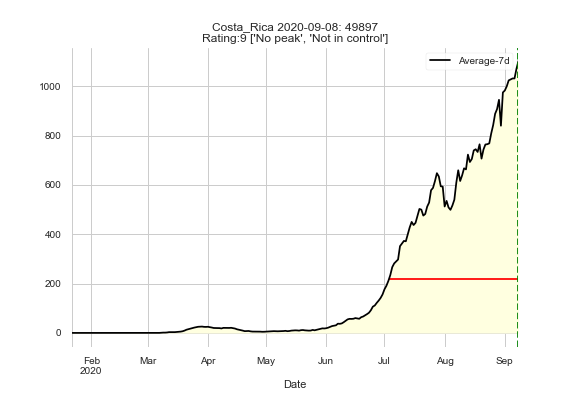 Costa_Rica 2020-09-08: 49897
Rating:9 ['No peak', 'Not in control']
Average-7d
1000
800
600
400
200
0
Feb Mar Apr May Jun Jul Aug Sep
2020
Date